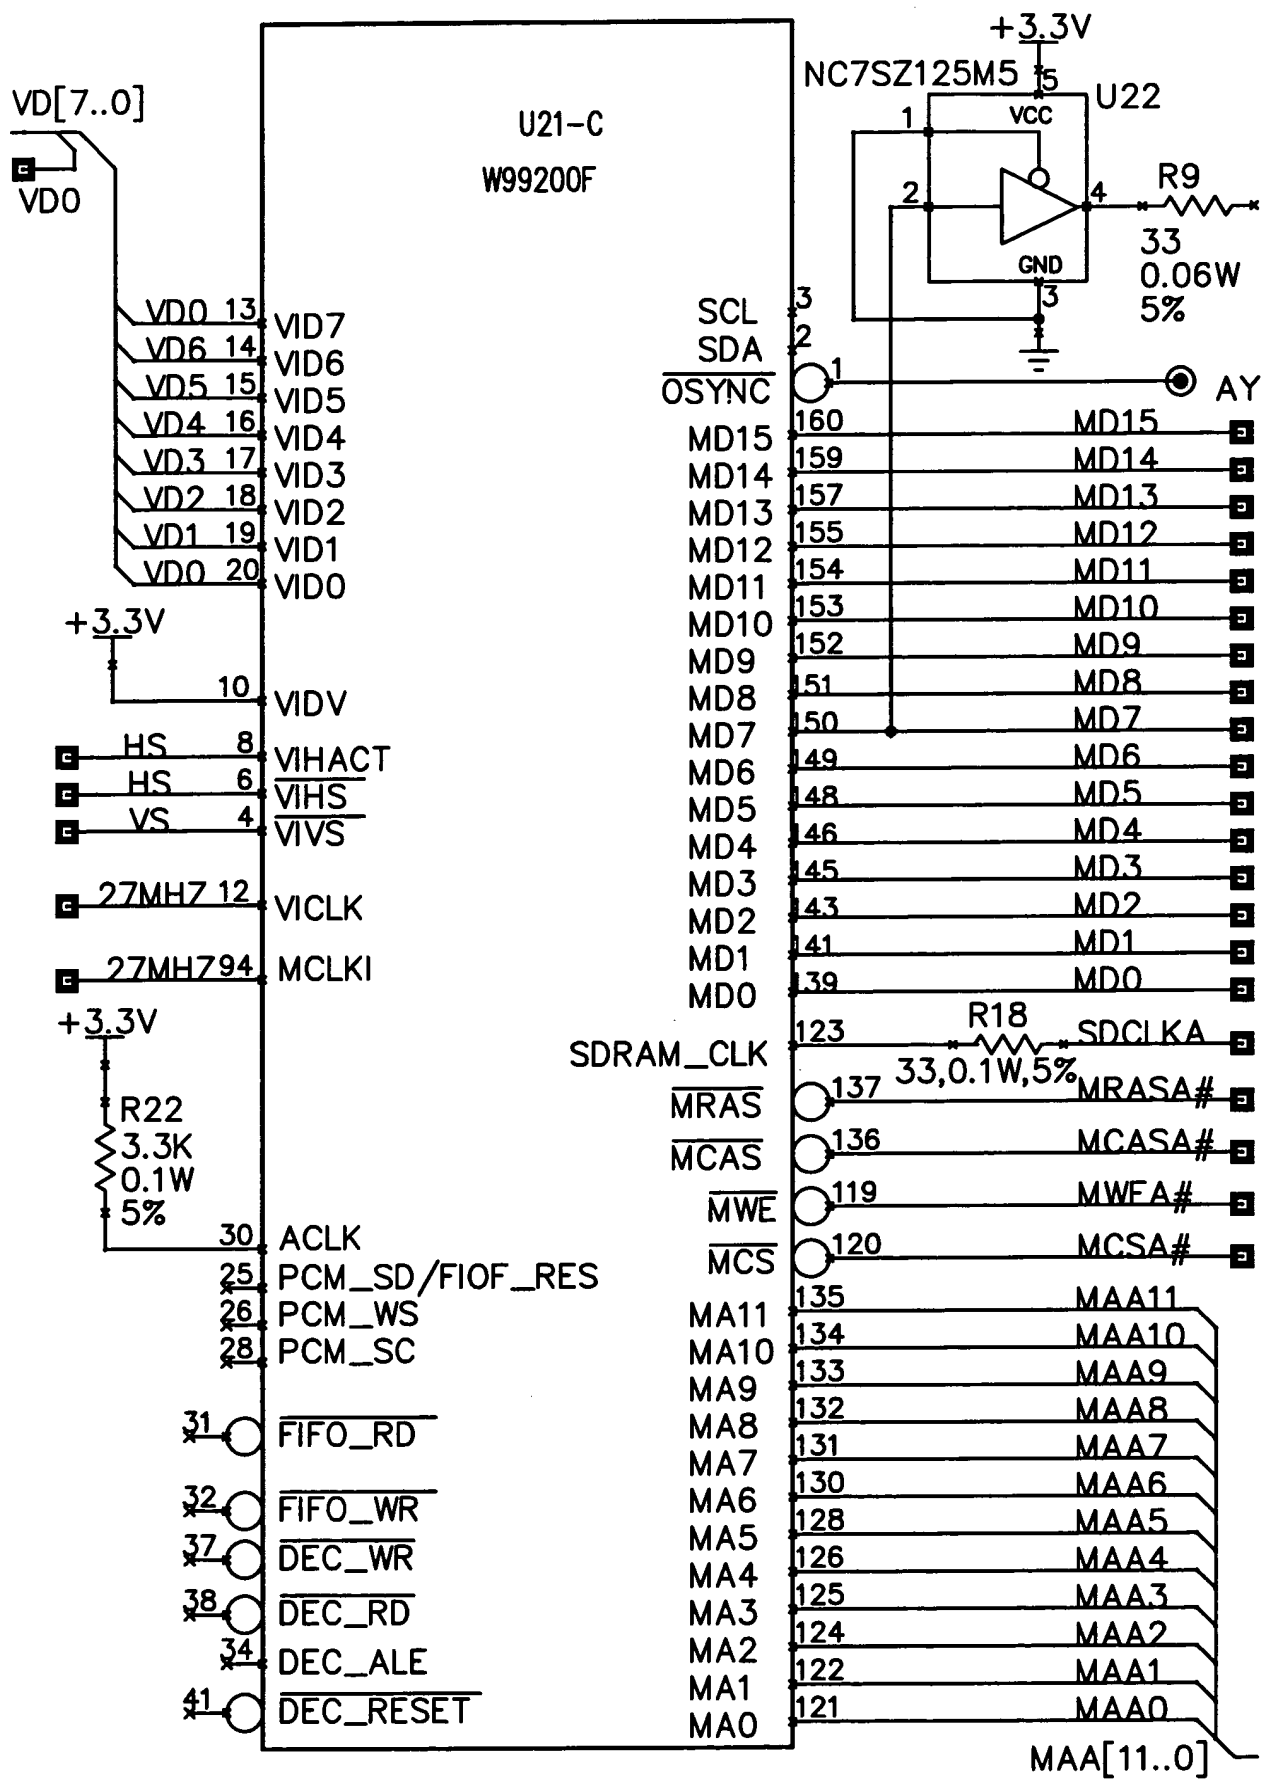 +3.3V
NC7SZ125M5
5
U22
VCC
1
2
4
GND
3
R9
33
0.06W
5%
VD[7..0]
VD0
U21-C
W99200F
VD0 13 VID7
VD6 14 VID6
VD5 15 VID5
VD4 16 VID4
VD3 17 VID3
VD2 18 VID2
VD1 19 VID1
VD0 20 VID0
+3.3V
10 VIDV
HS 8 VIHACT
HS 6 VIHS
VS 4 VIVS
27MH7 12 VICLK
27MH7 94 MCLKI
+3.3V
R22
3.3K
0.1W
5%
30 ACLK
25 PCM_SD/FIOF_RES
26 PCM_WS
28 PCM_SC
31 FIFO_RD
32 FIFO_WR
37 DEC_WR
38 DEC_RD
34 DEC_ALE
41 DEC_RESET
SCL 3
SDA 2
OSYNC 1 AY
MD15 160 MD15
MD14 159 MD14
MD13 157 MD13
MD12 155 MD12
MD11 154 MD11
MD10 153 MD10
MD9 152 MD9
MD8 151 MD8
MD7 150 MD7
MD6 149 MD6
MD5 148 MD5
MD4 146 MD4
MD3 145 MD3
MD2 143 MD2
MD1 141 MD1
MD0 139 MD0
R18
SDRAM_CLK 123 SDCLKA
33,0.1W,5%
MRAS 137 MRASA#
MCAS 136 MCASA#
MWE 119 MWFA#
MCS 120 MCSA#
MA11 135 MAA11
MA10 134 MAA10
MA9 133 MAA9
MA8 132 MAA8
MA7 131 MAA7
MA6 130 MAA6
MA5 128 MAA5
MA4 126 MAA4
MA3 125 MAA3
MA2 124 MAA2
MA1 122 MAA1
MA0 121 MAA0
MAA[11..0]